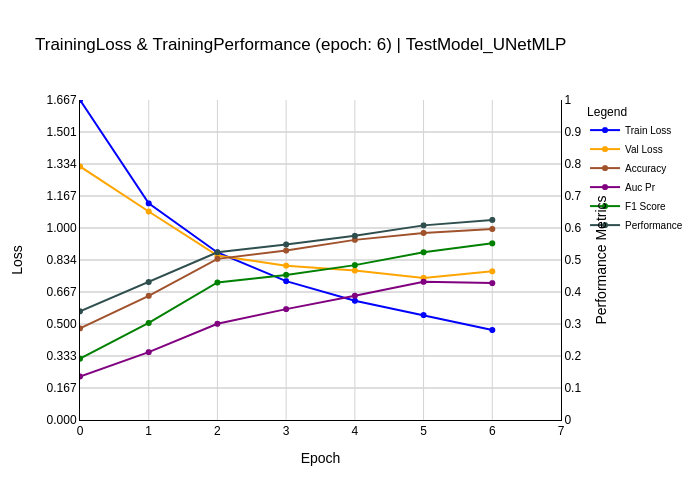 TrainingLoss & TrainingPerformance (epoch: 6) | TestModel_UNetMLP
Loss
1.667
1.501
1.334
1.167
1.000
0.834
0.667
0.500
0.333
0.167
0.000
0 1 2 3 4 5 6 7
Epoch
1
0.9
0.8
0.7
0.6
0.5
0.4
0.3
0.2
0.1
0
Performance Metrics
Legend
Train Loss
Val Loss
Accuracy
Auc Pr
F1 Score
Performance